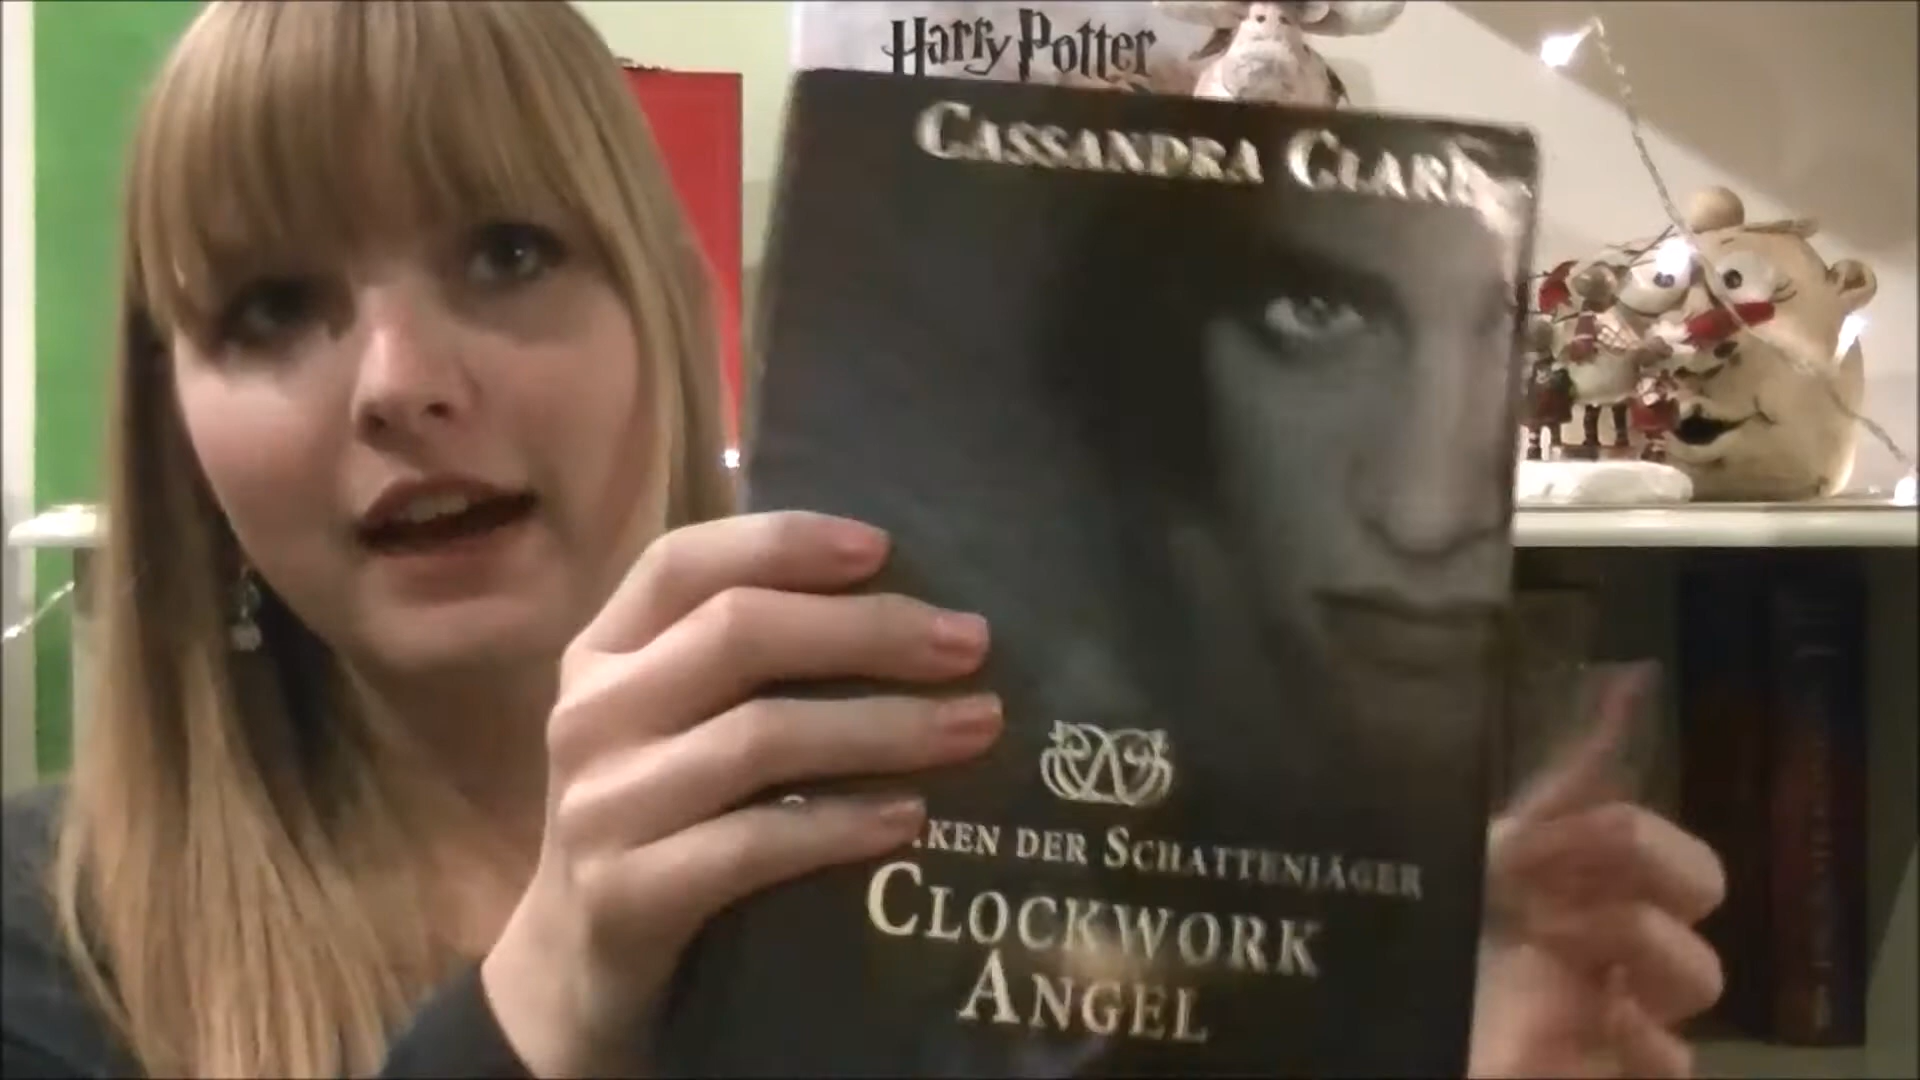 Harry Potter
CASSANDRA CLARE
DER SCHATTENJÄGER
CLOCKWORK
ANGEL